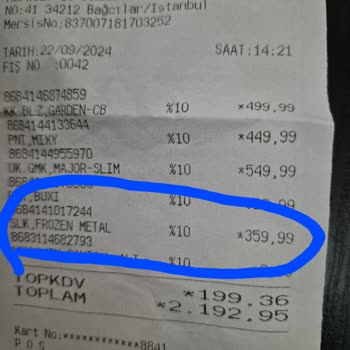 NO:41 34212 Bağcılar/İstanbul
MersisNo:837007181703252
TARİH:22/09/2024 SAAT:14:21
FİŞ NO :0042
8684146874859
KK.BLZ,GARDEN-CB %10 *499,99
8684144133644
PNT,MIKY %10 *449,99
8684144955970
UK.GMK,MAJOR-SLIM %10 *549,99
BUXI %10
8684141017244
SLK,FROZEN METAL %10 *359,99
8683114682793
%10
TOPKDV *199,36
TOPLAM *2.192,95
Kart No:************8841
P O S